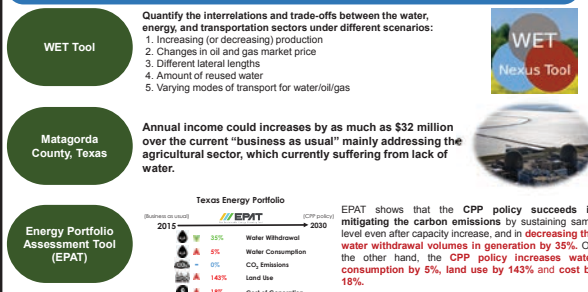 WET Tool
Quantify the interrelations and trade-offs between the water,
energy, and transportation sectors under different scenarios:
1. Increasing (or decreasing) production
2. Changes in oil and gas market price
3. Different lateral lengths
4. Amount of reused water
5. Varying modes of transport for water/oil/gas
WET
Nexus Tool
Matagorda
County, Texas
Annual income could increases by as much as $32 million
over the current “business as usual” mainly addressing the
agricultural sector, which currently suffering from lack of
water.
Energy Portfolio
Assessment Tool
(EPAT)
Texas Energy Portfolio
(Business as usual)
EPAT
(CPP policy)
2015
2030
35% Water Withdrawal
5% Water Consumption
0% CO2 Emissions
143% Land Use
18% Cost of Generation
EPAT shows that the CPP policy succeeds
mitigating the carbon emissions by sustaining
level even after capacity increase, and in decreasing
water withdrawal volumes in generation by 35%.
the other hand, the CPP policy increases
consumption by 5%, land use by 143% and cost
18%.